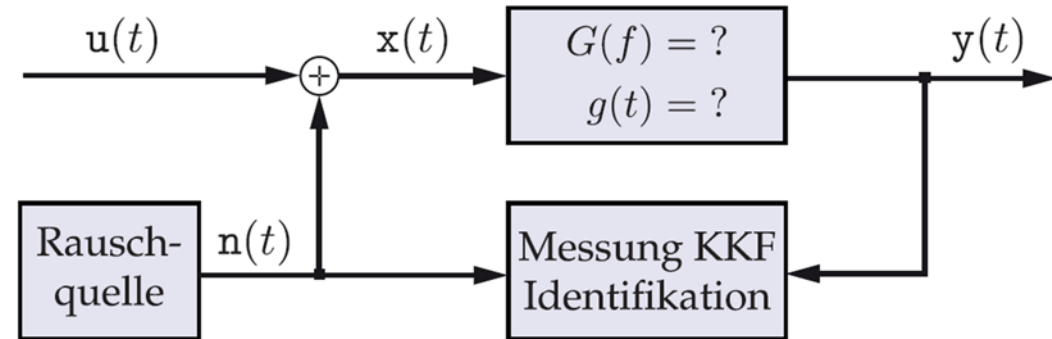 u(t)
x(t)
G(f) = ?
g(t) = ?
y(t)
Rausch-
quelle
n(t)
Messung KKF
Identifikation